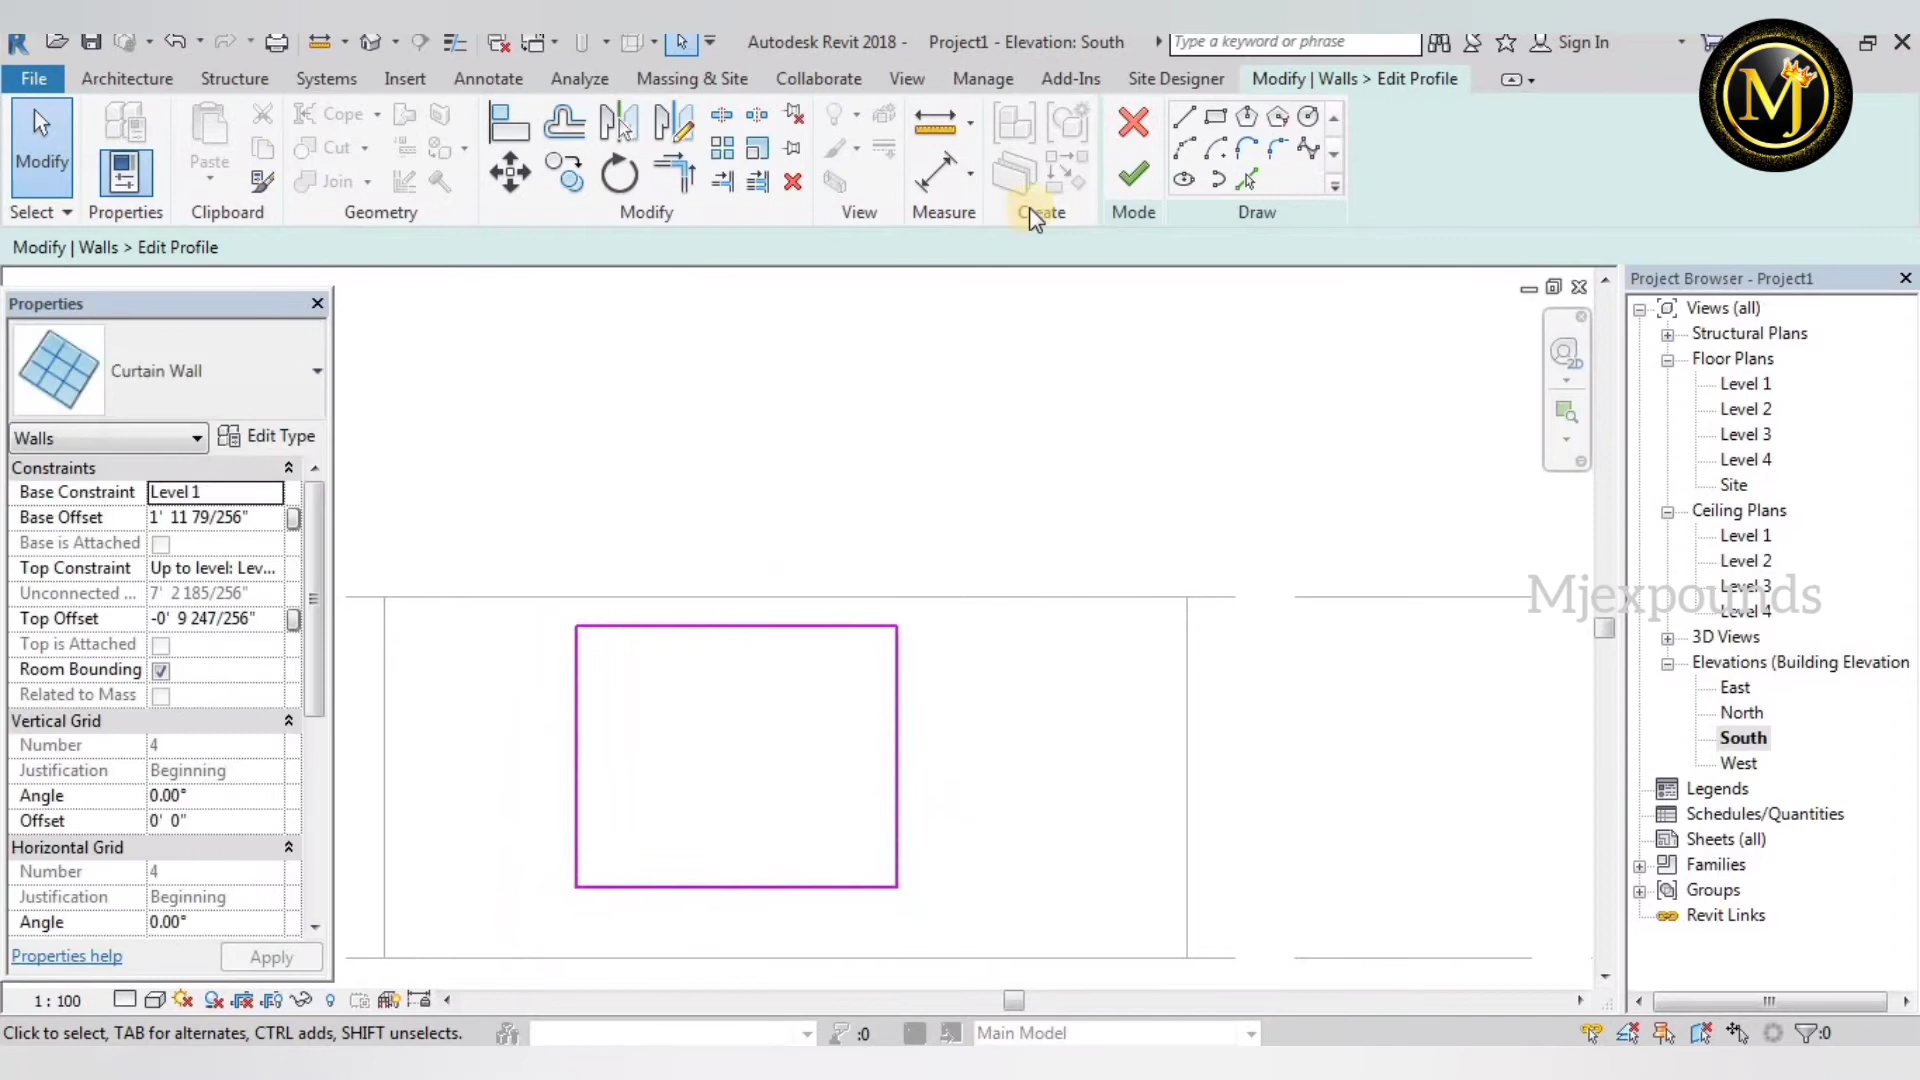 Autodesk Revit 2018 - Project1 - Elevation: South Type a keyword or phrase Sign In
File Architecture Structure Systems Insert Annotate Analyze Massing & Site Collaborate View Manage Add-Ins Site Designer Modify | Walls > Edit Profile
MJ
Modify Paste Cope
Cut
Join
Select Properties Clipboard Geometry Modify View Measure Create Mode Draw
Modify | Walls > Edit Profile
Properties
Curtain Wall
Walls Edit Type
Constraints
Base Constraint Level 1
Base Offset 1' 11 79/256"
Base is Attached
Top Constraint Up to level: Lev...
Unconnected ... 7' 2 185/256"
Top Offset -0' 9 247/256"
Top is Attached
Room Bounding
Related to Mass
Vertical Grid
Number 4
Justification Beginning
Angle 0.00°
Offset 0' 0"
Horizontal Grid
Number 4
Justification Beginning
Angle 0.00°
Properties help Apply
2D
Project Browser - Project1
Views (all)
Structural Plans
Floor Plans
Level 1
Level 2
Level 3
Level 4
Site
Ceiling Plans
Level 1
Level 2
Level 3
Level 4
Mjexpounds
3D Views
Elevations (Building Elevation
East
North
South
West
Legends
Schedules/Quantities
Sheets (all)
Families
Groups
Revit Links
1 : 100
Click to select, TAB for alternates, CTRL adds, SHIFT unselects. :0 Main Model :0